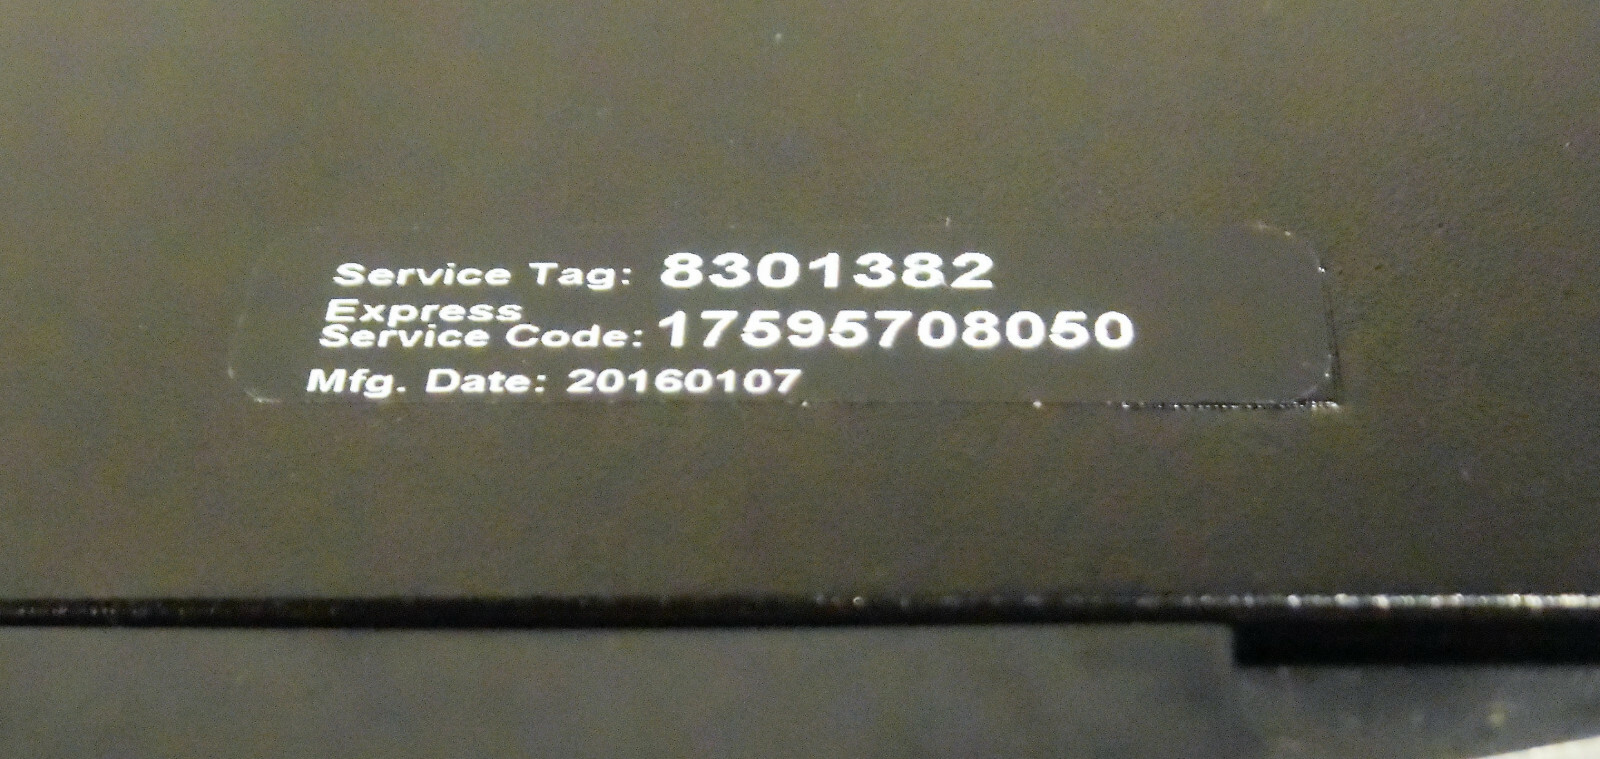 Service Tag: 8301382
Express
Service Code: 17595708050
Mfg. Date: 20160107